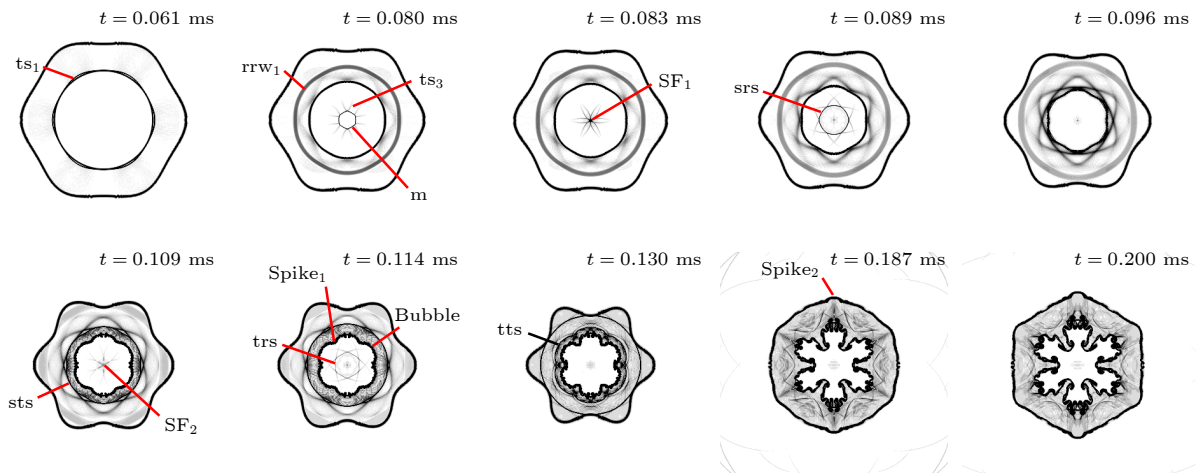 t = 0.061 ms
t = 0.080 ms
t = 0.083 ms
t = 0.089 ms
t = 0.096 ms
ts₁
rrw₁
ts₃
m
SF₁
srs
t = 0.109 ms
t = 0.114 ms
t = 0.130 ms
t = 0.187 ms
t = 0.200 ms
sts
SF₂
Spike₁
Bubble
trs
tts
Spike₂